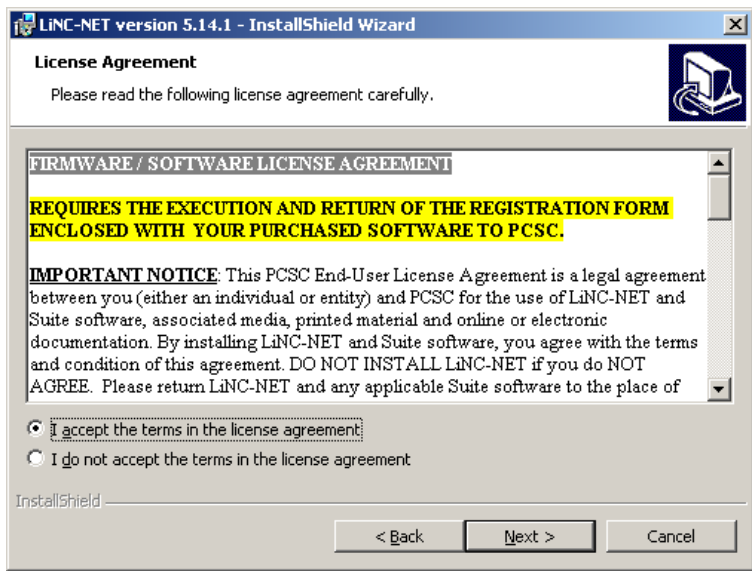 LiNC-NET version 5.14.1 - InstallShield Wizard
License Agreement
Please read the following license agreement carefully.
FIRMWARE / SOFTWARE LICENSE AGREEMENT
REQUIRES THE EXECUTION AND RETURN OF THE REGISTRATION FORM
ENCLOSED WITH YOUR PURCHASED SOFTWARE TO PCSC.
IMPORTANT NOTICE: This PCSC End-User License Agreement is a legal agreement
between you (either an individual or entity) and PCSC for the use of LiNC-NET and
Suite software, associated media, printed material and online or electronic
documentation. By installing LiNC-NET and Suite software, you agree with the terms
and condition of this agreement. DO NOT INSTALL LiNC-NET if you do NOT
AGREE. Please return LiNC-NET and any applicable Suite software to the place of
I accept the terms in the license agreement
I do not accept the terms in the license agreement
InstallShield
< Back
Next >
Cancel